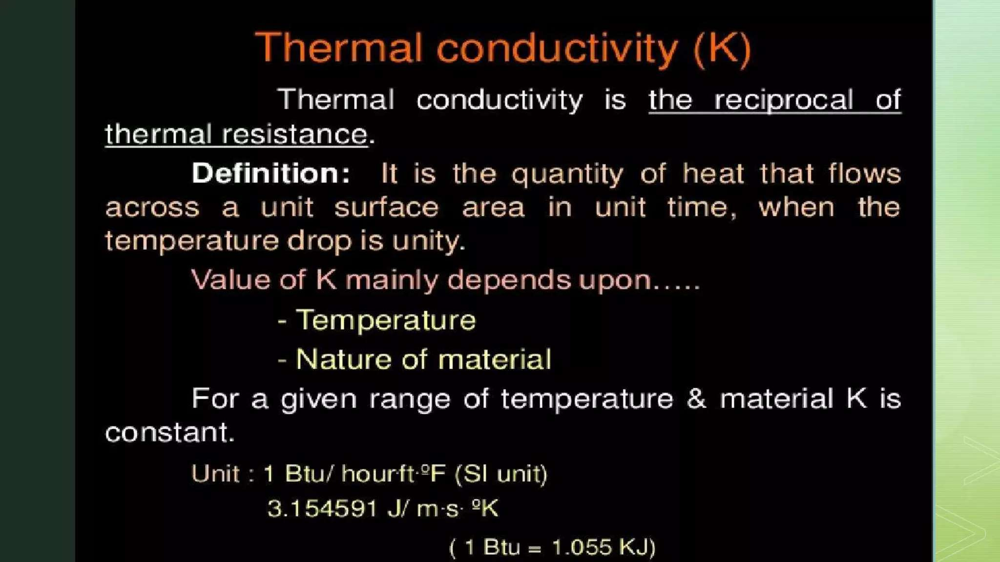 Thermal conductivity (K)
Thermal conductivity is the reciprocal of
thermal resistance.
Definition: It is the quantity of heat that flows
across a unit surface area in unit time, when the
temperature drop is unity.
Value of K mainly depends upon.....
- Temperature
- Nature of material
For a given range of temperature & material K is
constant.
Unit : 1 Btu/ hour·ft·ºF (SI unit)
3.154591 J/ m·s· ºK
( 1 Btu = 1.055 KJ)